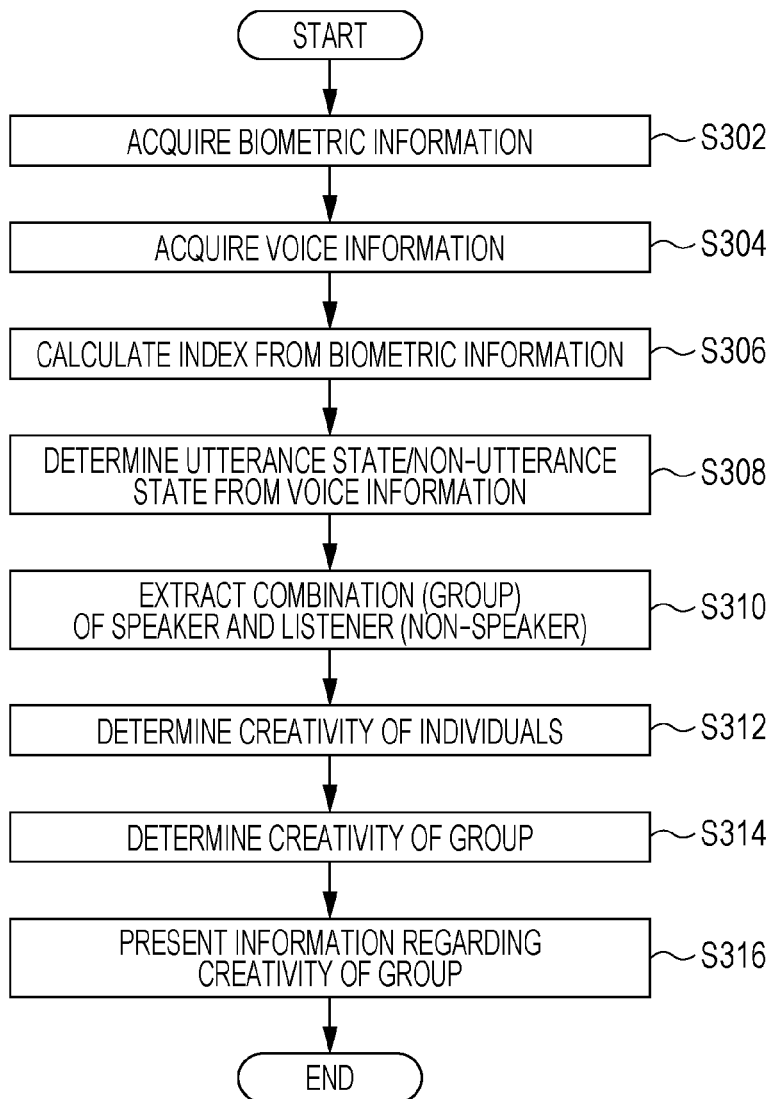 START
ACQUIRE BIOMETRIC INFORMATION
S302
ACQUIRE VOICE INFORMATION
S304
CALCULATE INDEX FROM BIOMETRIC INFORMATION
S306
DETERMINE UTTERANCE STATE/NON-UTTERANCE
STATE FROM VOICE INFORMATION
S308
EXTRACT COMBINATION (GROUP)
OF SPEAKER AND LISTENER (NON-SPEAKER)
S310
DETERMINE CREATIVITY OF INDIVIDUALS
S312
DETERMINE CREATIVITY OF GROUP
S314
PRESENT INFORMATION REGARDING
CREATIVITY OF GROUP
S316
END